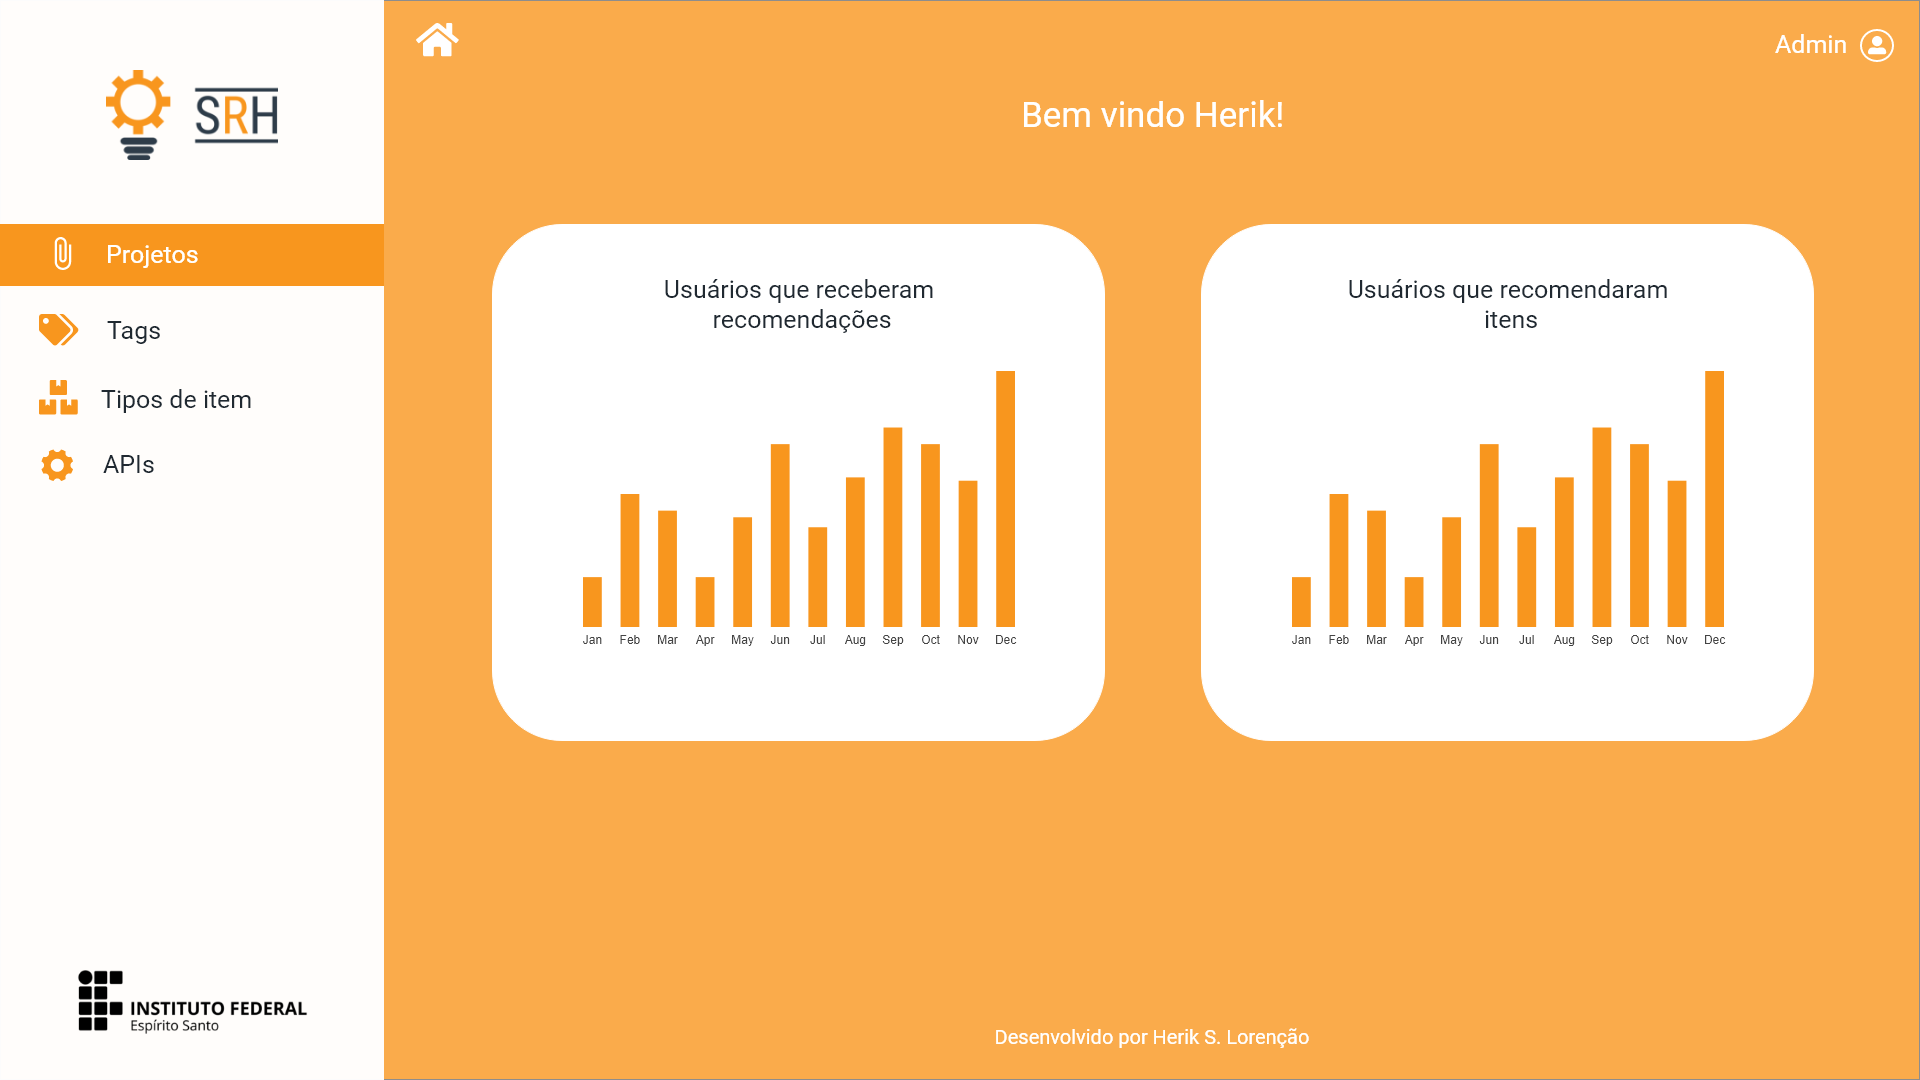 SRH
Projetos
Tags
Tipos de item
APIs
INSTITUTO FEDERAL
Espírito Santo
Admin
Bem vindo Herik!
Usuários que receberam
recomendações
Jan Feb Mar Apr May Jun Jul Aug Sep Oct Nov Dec
Usuários que recomendaram
itens
Jan Feb Mar Apr May Jun Jul Aug Sep Oct Nov Dec
Desenvolvido por Herik S. Lorenção